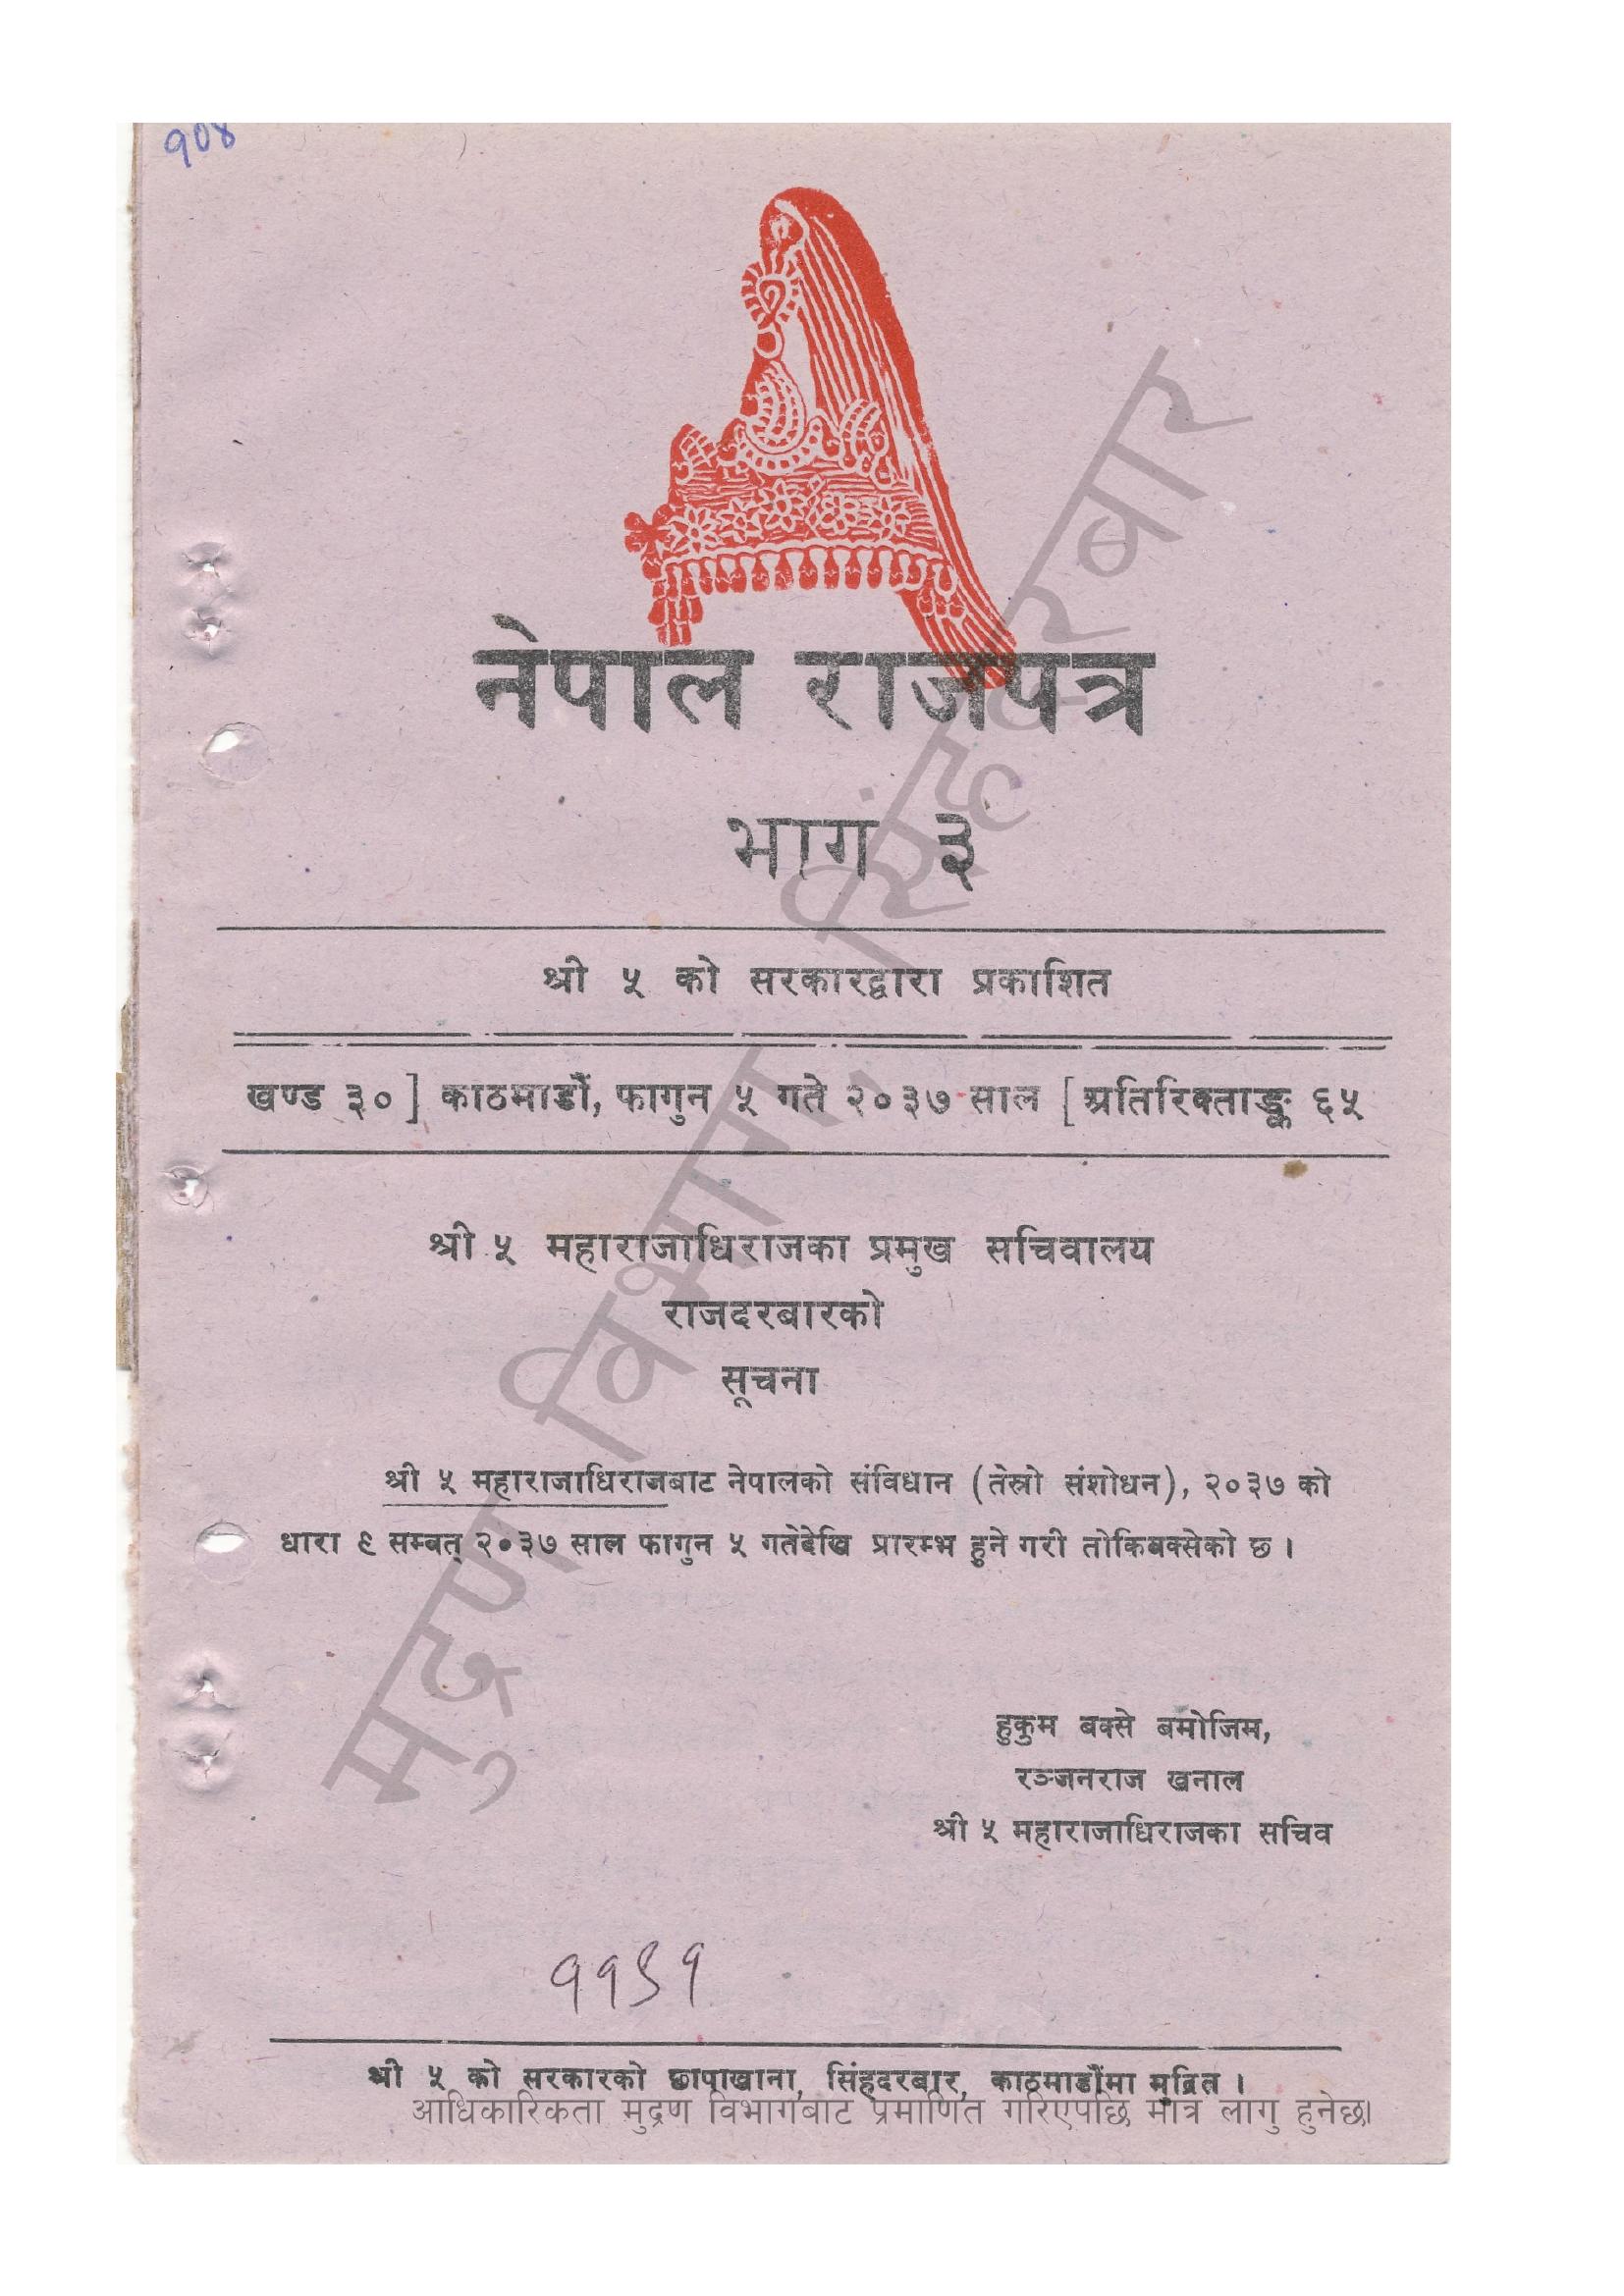 १०४
नेपाल राजपत्र
भाग ३
श्री ५ को सरकारद्वारा प्रकाशित
खण्ड ३०] काठमाडौं, फागुन ५ गते २०३७ साल [अतिरिक्ताङ्क ६५
श्री ५ महाराजाधिराजका प्रमुख सचिवालय
राजदरबारको
सूचना
श्री ५ महाराजाधिराजबाट नेपालको संविधान (तेस्रो संशोधन), २०३७ को
धारा ९ सम्बत् २०३७ साल फागुन ५ गतेदेखि प्रारम्भ हुने गरी तोकिबक्सेको छ ।
हुकुम बक्से बमोजिम,
रञ्जनराज खनाल
श्री ५ महाराजाधिराजका सचिव
श्री ५ को सरकारको छापाखाना, सिंहदरबार, काठमाडौंमा मुद्रित ।
आधिकारिकता मुद्रण विभागबाट प्रमाणित गरिएपछि मात्र लागु हुनेछ।
मुद्रण विभाग, सिंहदरबार